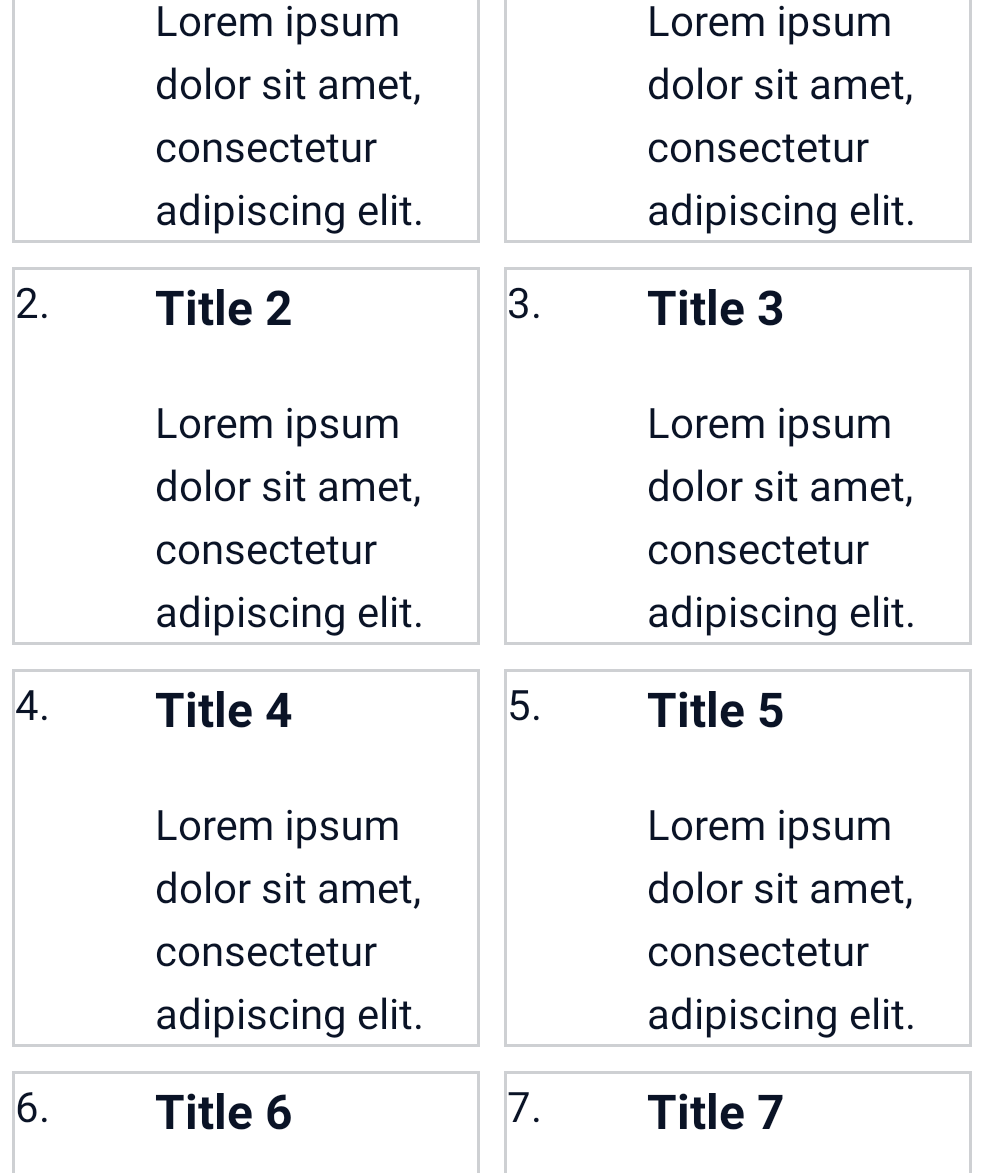 Lorem ipsum
dolor sit amet,
consectetur
adipiscing elit.
Lorem ipsum
dolor sit amet,
consectetur
adipiscing elit.
2.
Title 2
Lorem ipsum
dolor sit amet,
consectetur
adipiscing elit.
3.
Title 3
Lorem ipsum
dolor sit amet,
consectetur
adipiscing elit.
4.
Title 4
Lorem ipsum
dolor sit amet,
consectetur
adipiscing elit.
5.
Title 5
Lorem ipsum
dolor sit amet,
consectetur
adipiscing elit.
6.
Title 6
7.
Title 7